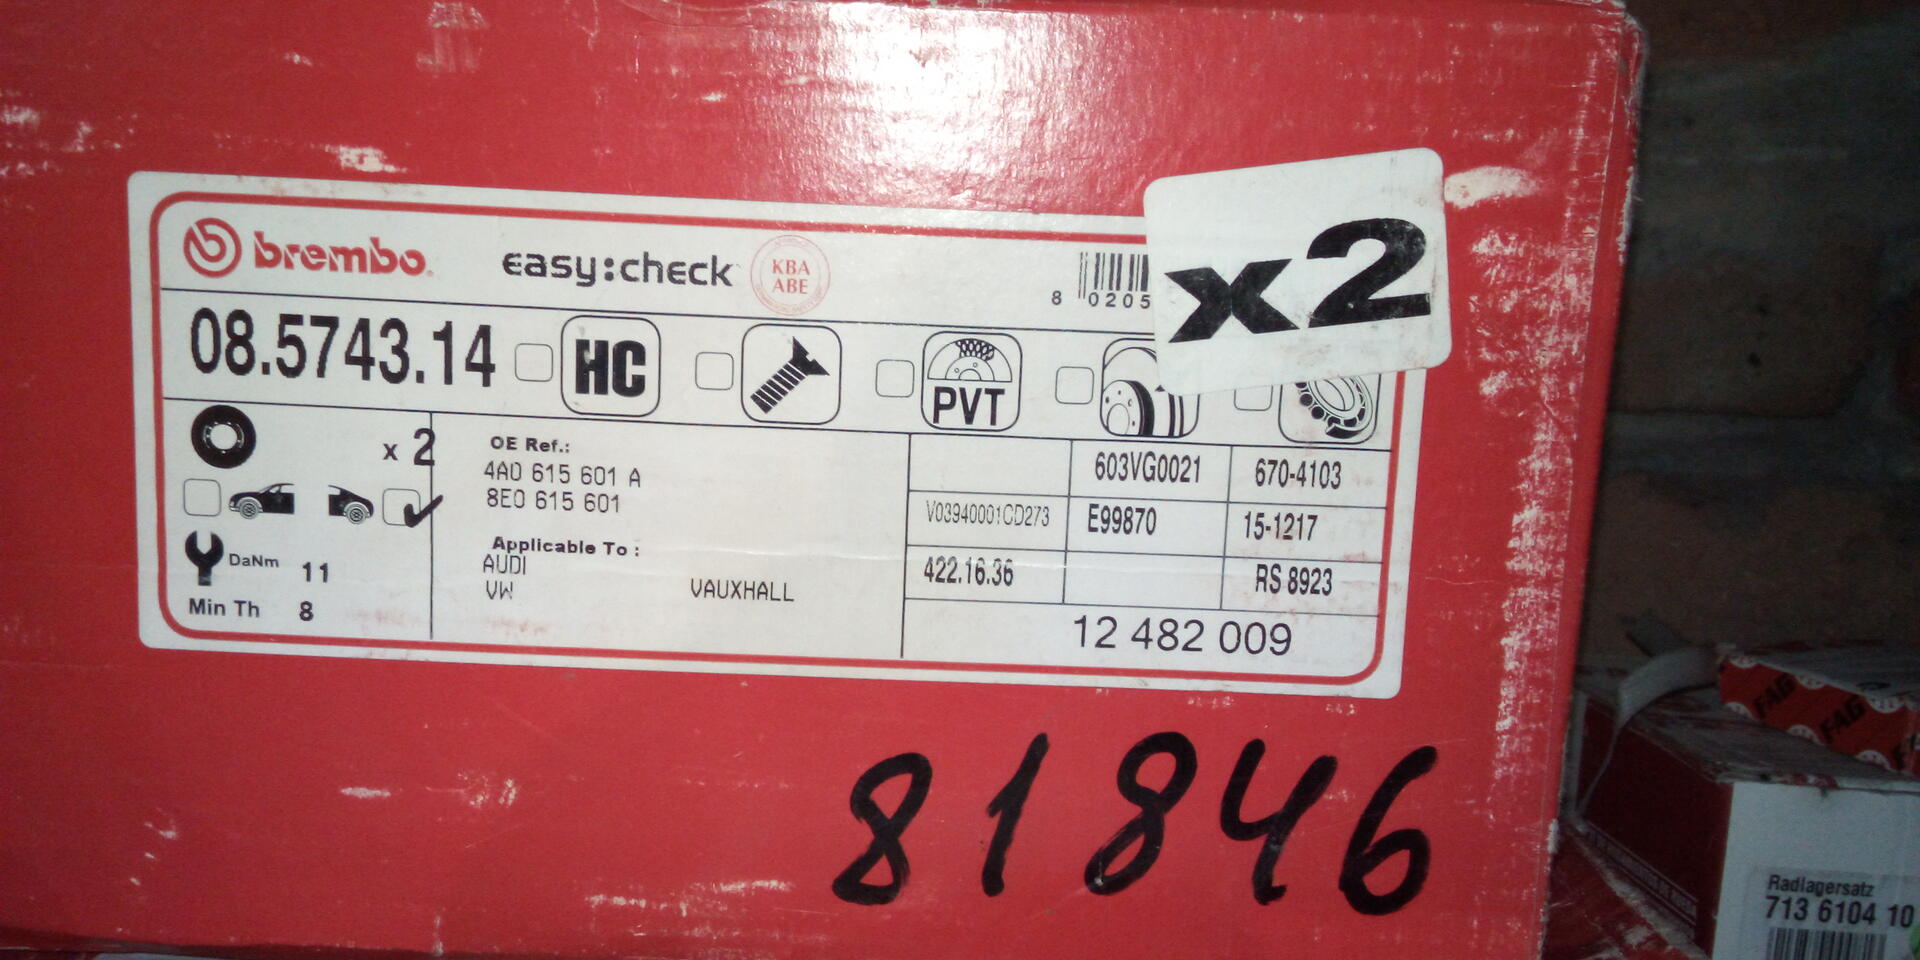 brembo
easy:check
KBA
ABE
8 0205
x2
08.5743.14
HC
PVT
x 2
DaNm 11
Min Th 8
OE Ref.:
4A0 615 601 A
8E0 615 601
Applicable To :
AUDI
VW VAUXHALL
603VG0021 670-4103
V03940001CD273 E99870 15-1217
422.16.36 RS 8923
12 482 009
81846
FAG
FAG
Radlagersatz
713 6104 10